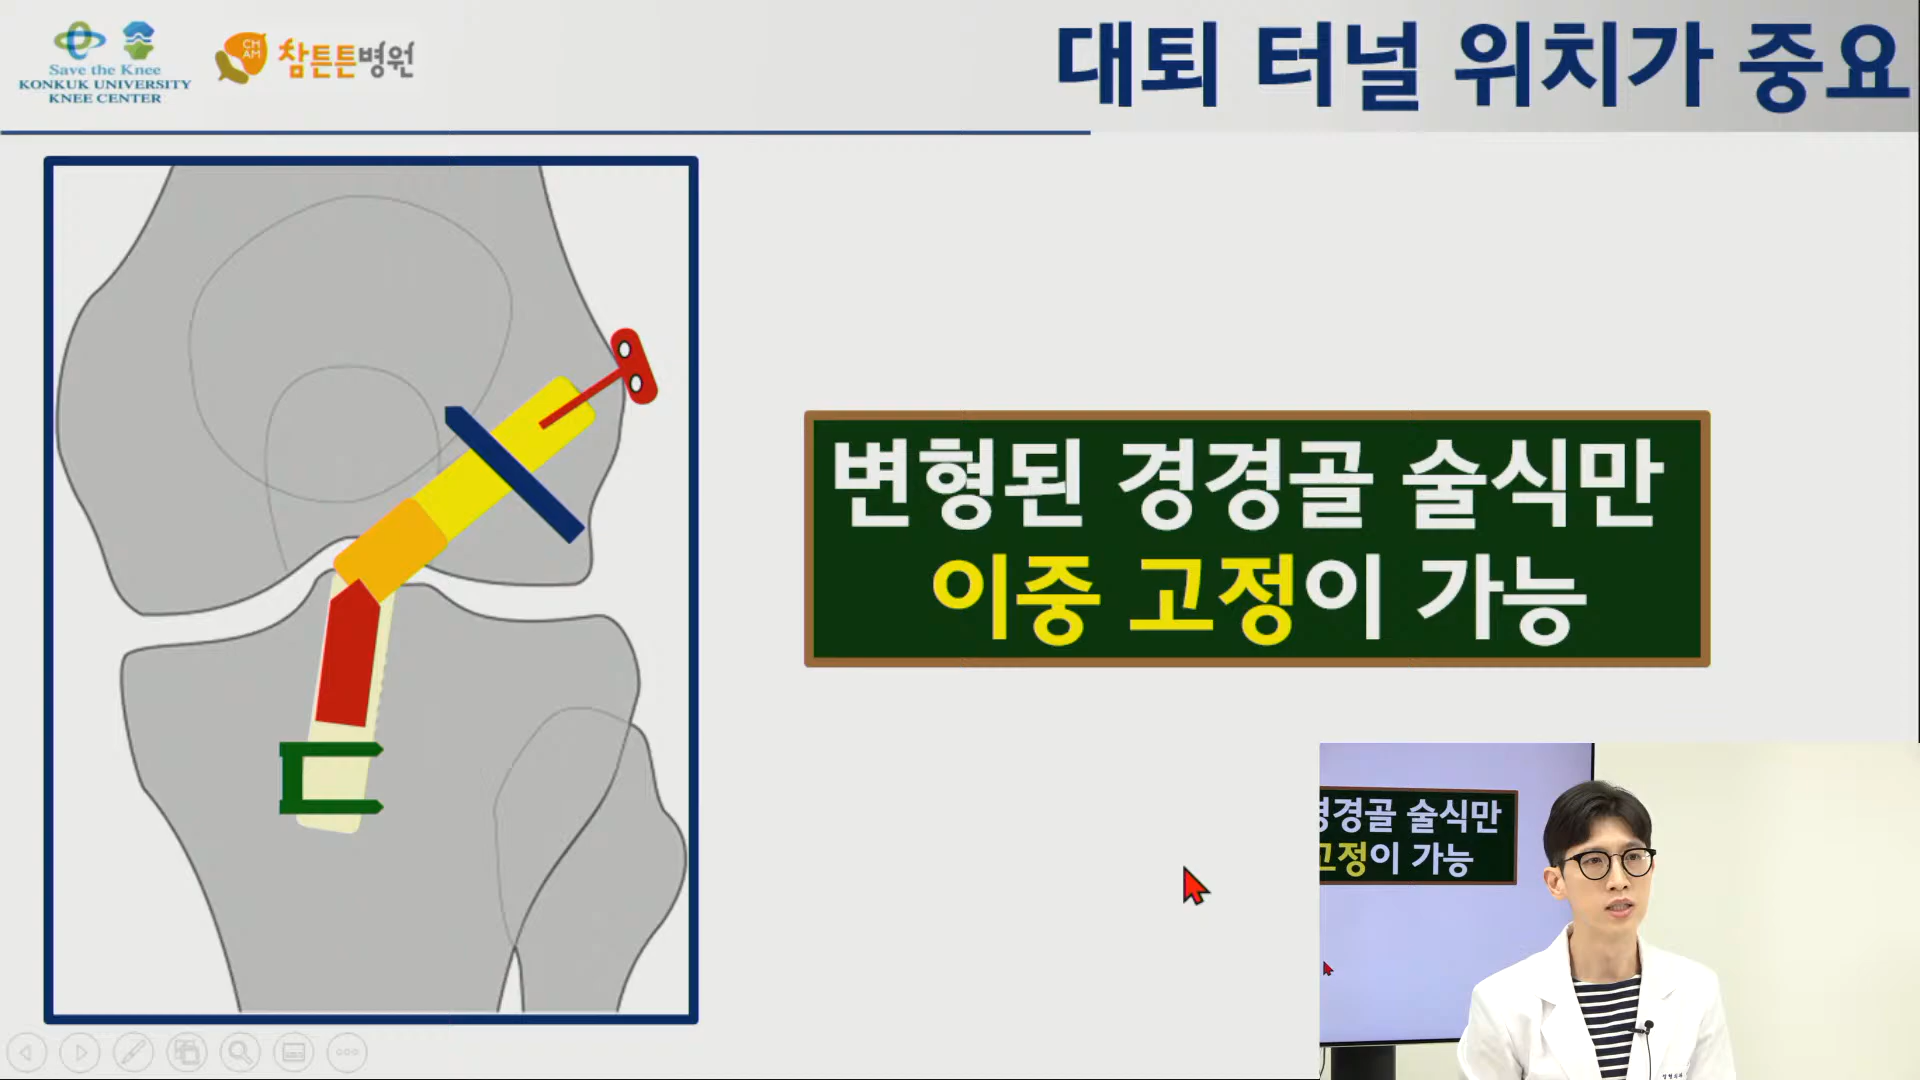 Save the Knee
KONKUK UNIVERSITY
KNEE CENTER
CH
AM
참튼튼병원
대퇴 터널 위치가 중요
변형된 경경골 술식만
이중 고정이 가능
경경골 술식만
고정이 가능